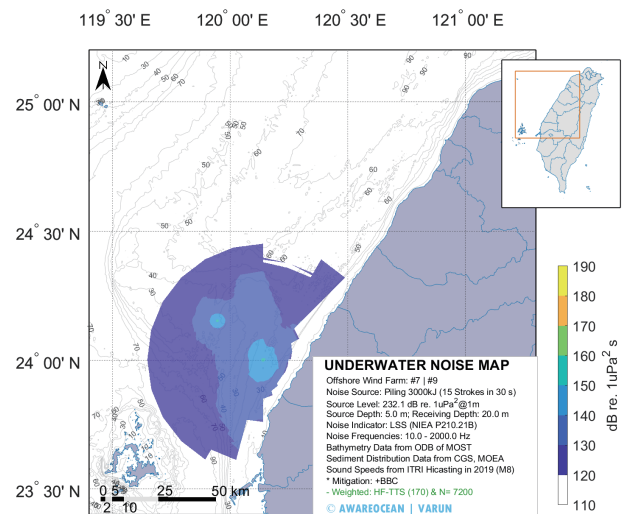 119° 30' E 120° 00' E 120° 30' E 121° 00' E
N
25° 00' N
24° 30' N
24° 00' N
23° 30' N
190
180
170
160
150
140
130
120
110
dB re. 1uPa² s
UNDERWATER NOISE MAP
Offshore Wind Farm: #7 | #9
Noise Source: Piling 3000kJ (15 Strokes in 30 s)
Source Level: 232.1 dB re. 1uPa²@1m
Source Depth: 5.0 m; Receiving Depth: 20.0 m
Noise Indicator: LSS (NIEA P210.21B)
Noise Frequencies: 10.0 - 2000.0 Hz
Bathymetry Data from ODB of MOST
Sediment Distribution Data from CGS, MOEA
Sound Speeds from ITRI Hicasting in 2019 (M8)
* Mitigation: +BBC
- Weighted: HF-TTS (170) & N= 7200
© AWAREOCEAN | VARUN
0 5 25 50 km
2 10